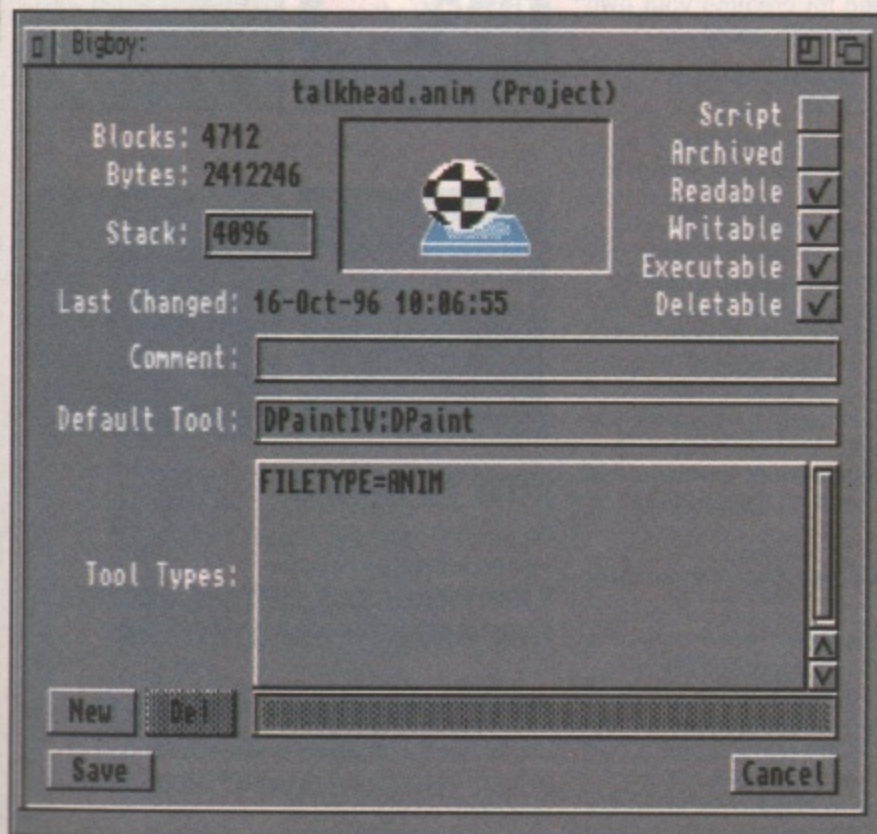 Bigboy:
talkhead.anim (Project)
Blocks: 4712
Bytes: 2412246
Stack: 4096
Script
Archived
Readable
Writable
Executable
Deletable
Last Changed: 16-Oct-96 10:06:55
Comment:
Default Tool: DPaintIV:DPaint
Tool Types: FILETYPE=ANIM
New Del
Save Cancel